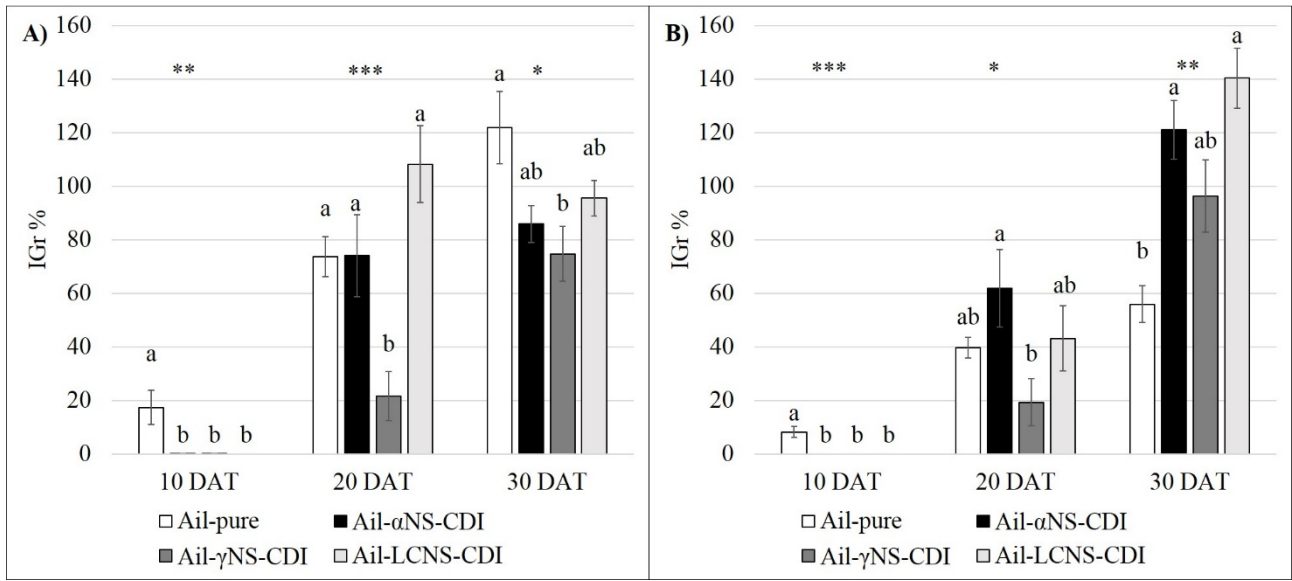 A)
IGr %
160
140
120
100
80
60
40
20
0
** *** *
a b b b
a a b a
a ab b ab
10 DAT 20 DAT 30 DAT
Ail-pure Ail-αNS-CDI
Ail-γNS-CDI Ail-LCNS-CDI
B)
IGr %
160
140
120
100
80
60
40
20
0
*** * **
a b b b
ab a b ab
b a ab a
10 DAT 20 DAT 30 DAT
Ail-pure Ail-αNS-CDI
Ail-γNS-CDI Ail-LCNS-CDI